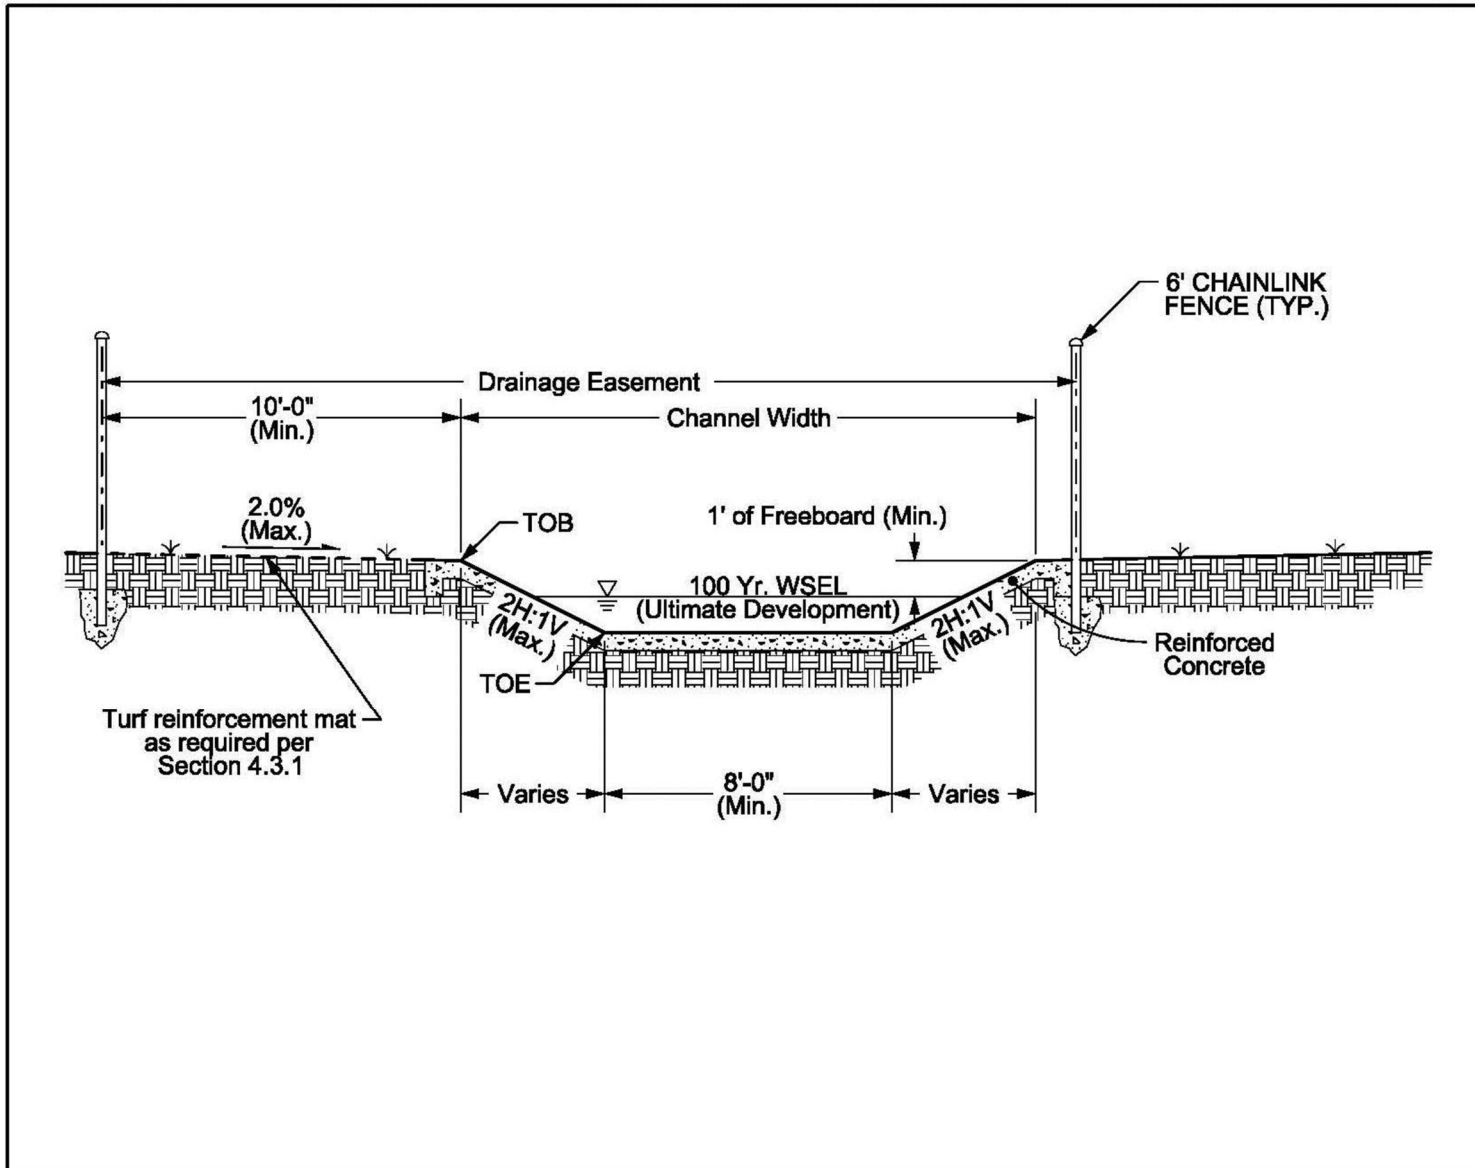 6' CHAINLINK
FENCE (TYP.)
Drainage Easement
10'-0"
(Min.)
Channel Width
2.0%
(Max.)
TOB
1' of Freeboard (Min.)
100 Yr. WSEL
(Ultimate Development)
2H:1V
(Max.)
2H:1V
(Max.)
Reinforced
Concrete
TOE
Turf reinforcement mat
as required per
Section 4.3.1
Varies
8'-0"
(Min.)
Varies